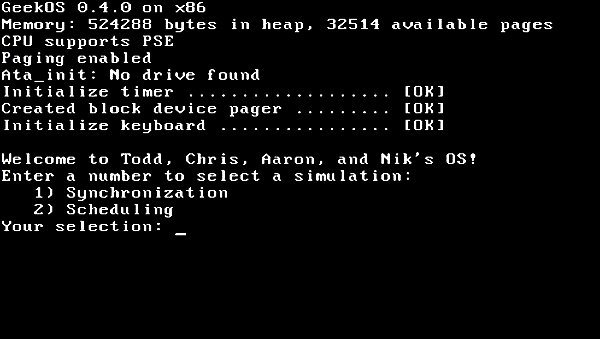 GeekOS 0.4.0 on x86
Memory: 524288 bytes in heap, 32514 available pages
CPU supports PSE
Paging enabled
Ata_init: No drive found
Initialize timer ................... [OK]
Created block device pager ......... [OK]
Initialize keyboard ................ [OK]
Welcome to Todd, Chris, Aaron, and Nik's OS!
Enter a number to select a simulation:
1) Synchronization
2) Scheduling
Your selection: _